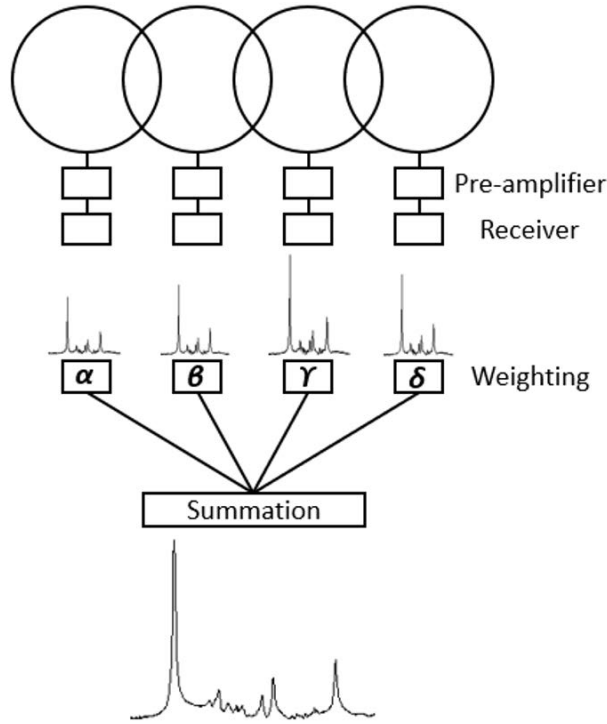 Pre-amplifier
Receiver
α β γ δ Weighting
Summation